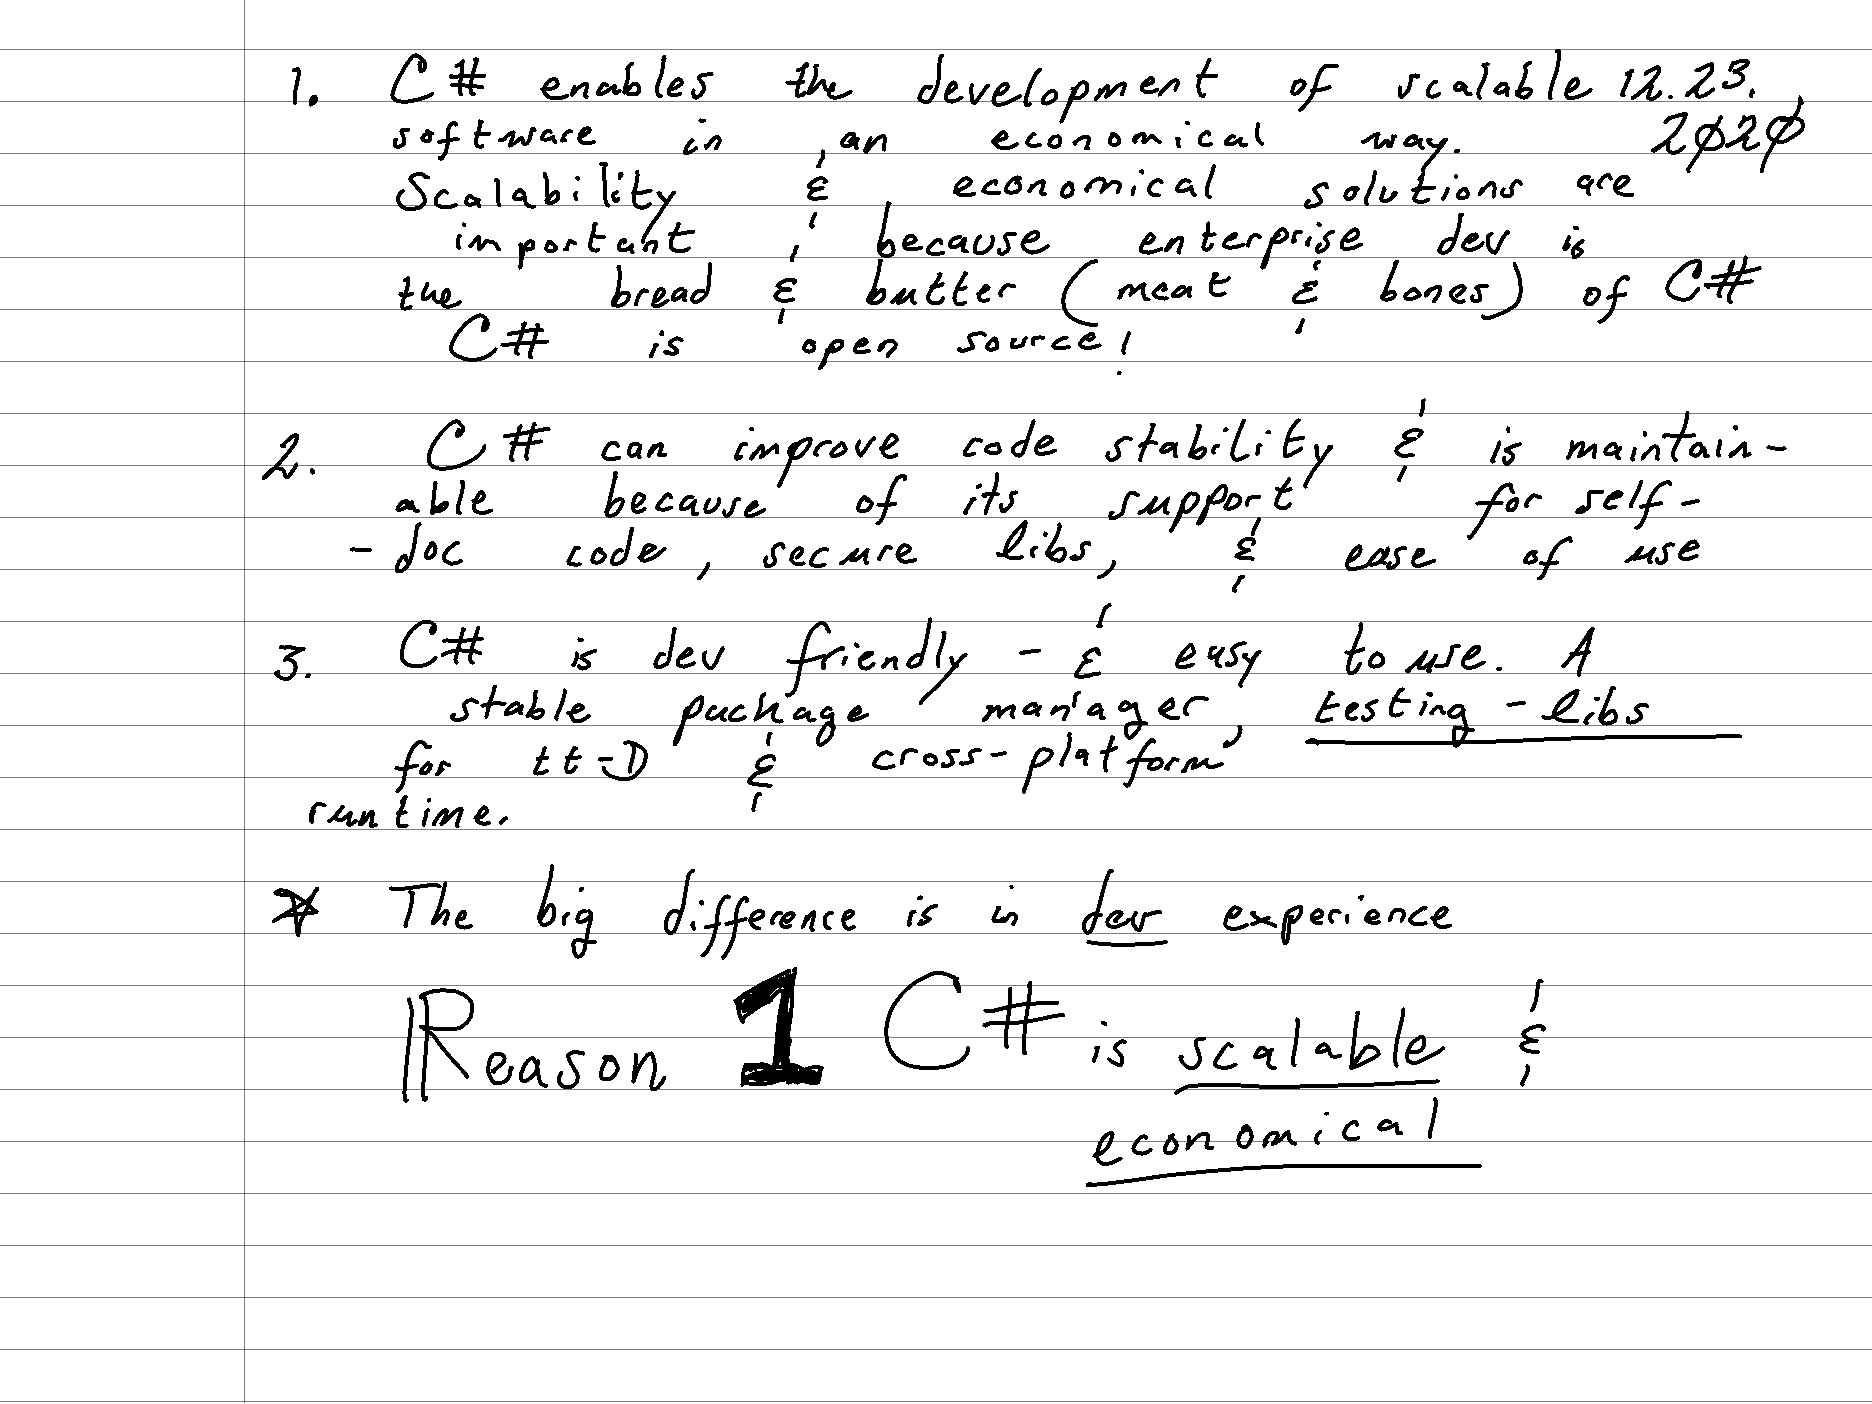 1. C# enables the development of scalable 12.23.
software in an economical way. 2020
Scalability & economical solutions are
important because enterprise dev is
the bread & butter (meat & bones) of C#
C# is open source!
2. C# can improve code stability & is maintain-
able because of its support for self-
-doc code, secure libs, & ease of use
3. C# is dev friendly - & easy to use. A
stable package manager, testing-libs
for tt-D & cross-platform
runtime.
* The big difference is in dev experience
Reason 1 C# is scalable &
economical